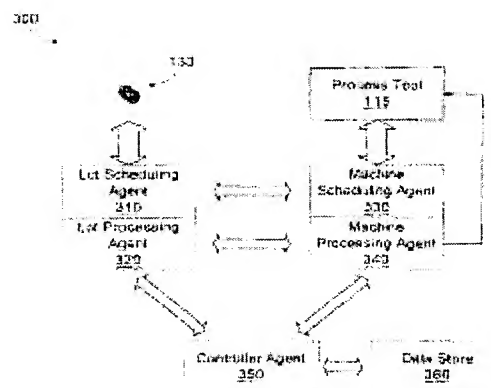 300
130
Process Tool
115
Lot Scheduling
Agent
310
Lot Processing
Agent
320
Machine
Scheduling Agent
330
Machine
Processing Agent
340
Controller Agent
350
Data Store
360